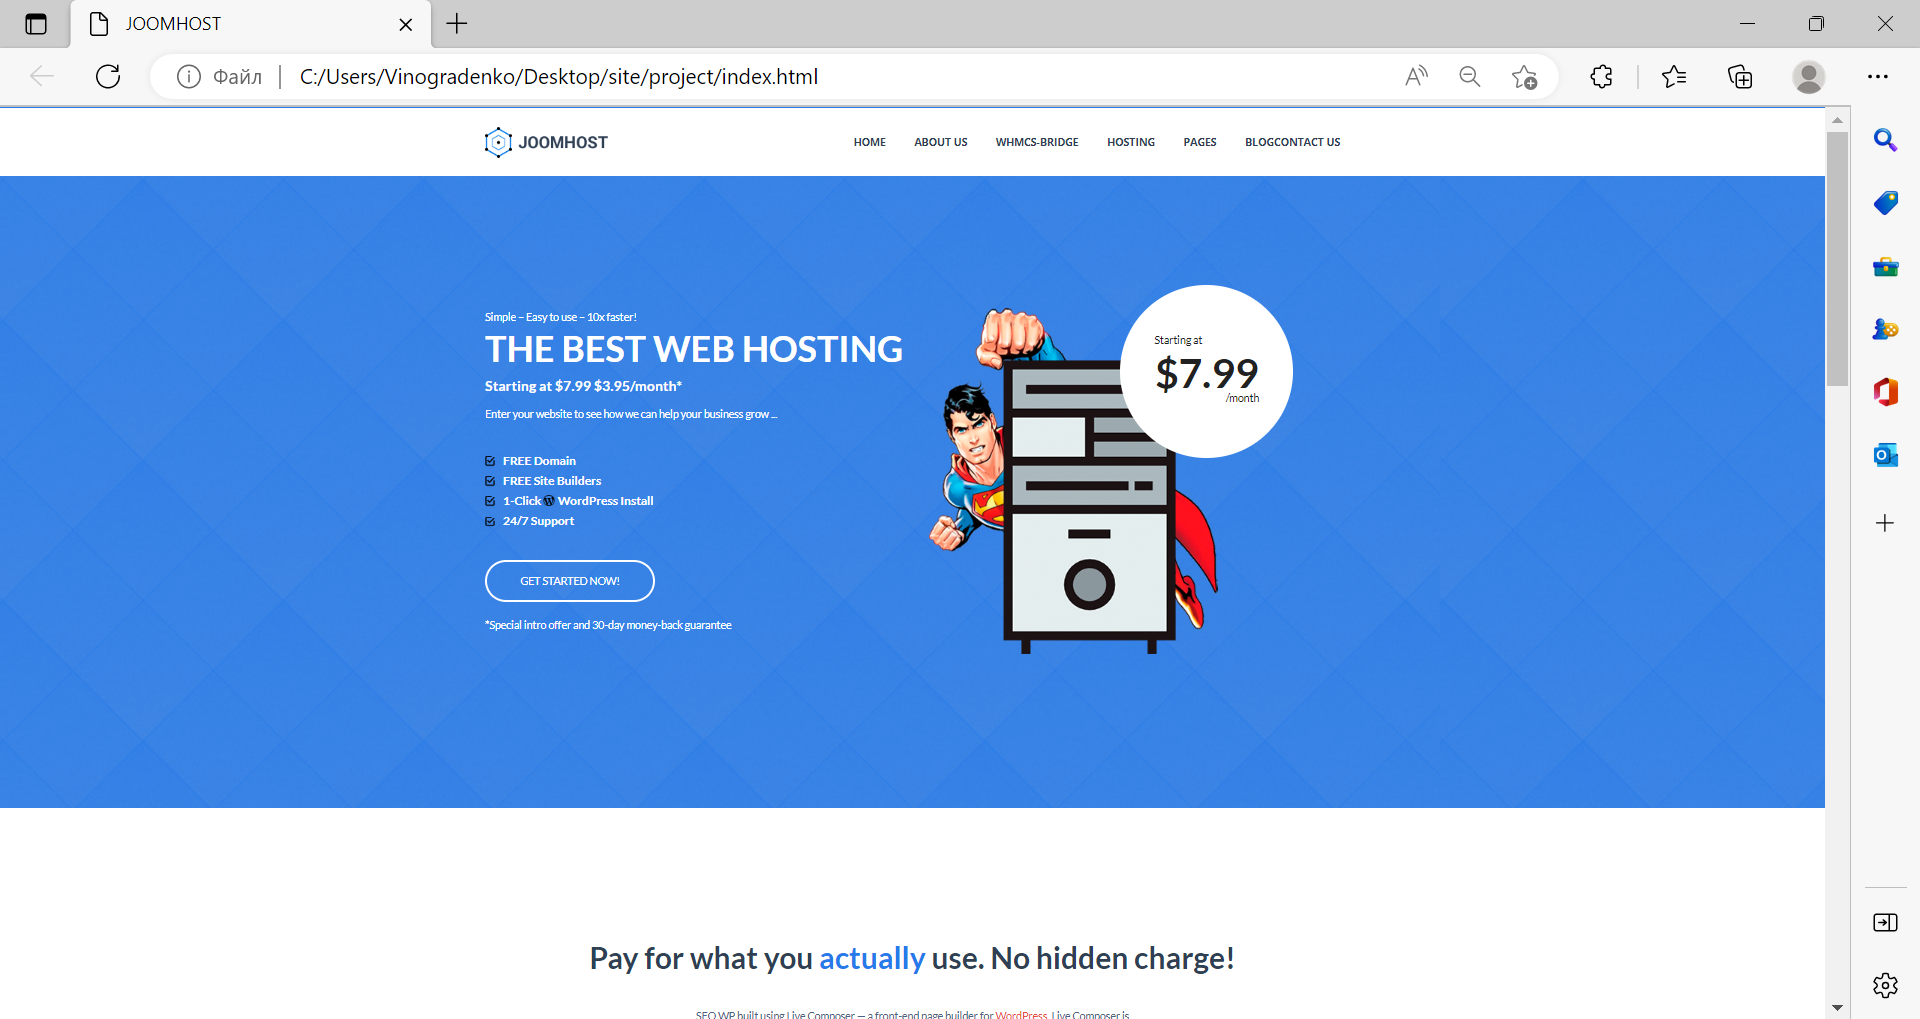 JOOMHOST
Файл
C:/Users/Vinogradenko/Desktop/site/project/index.html
JOOMHOST
HOME ABOUT US WHMCS-BRIDGE HOSTING PAGES BLOGCONTACT US
Simple – Easy to use – 10x faster!
THE BEST WEB HOSTING
Starting at $7.99 $3.95/month*
Enter your website to see how we can help your business grow ...
FREE Domain
FREE Site Builders
1-Click WordPress Install
24/7 Support
GET STARTED NOW!
*Special intro offer and 30-day money-back guarantee
Starting at
$7.99
/month
Pay for what you actually use. No hidden charge!
SEO WP built using Live Composer — a front-end page builder for WordPress. Live Composer is